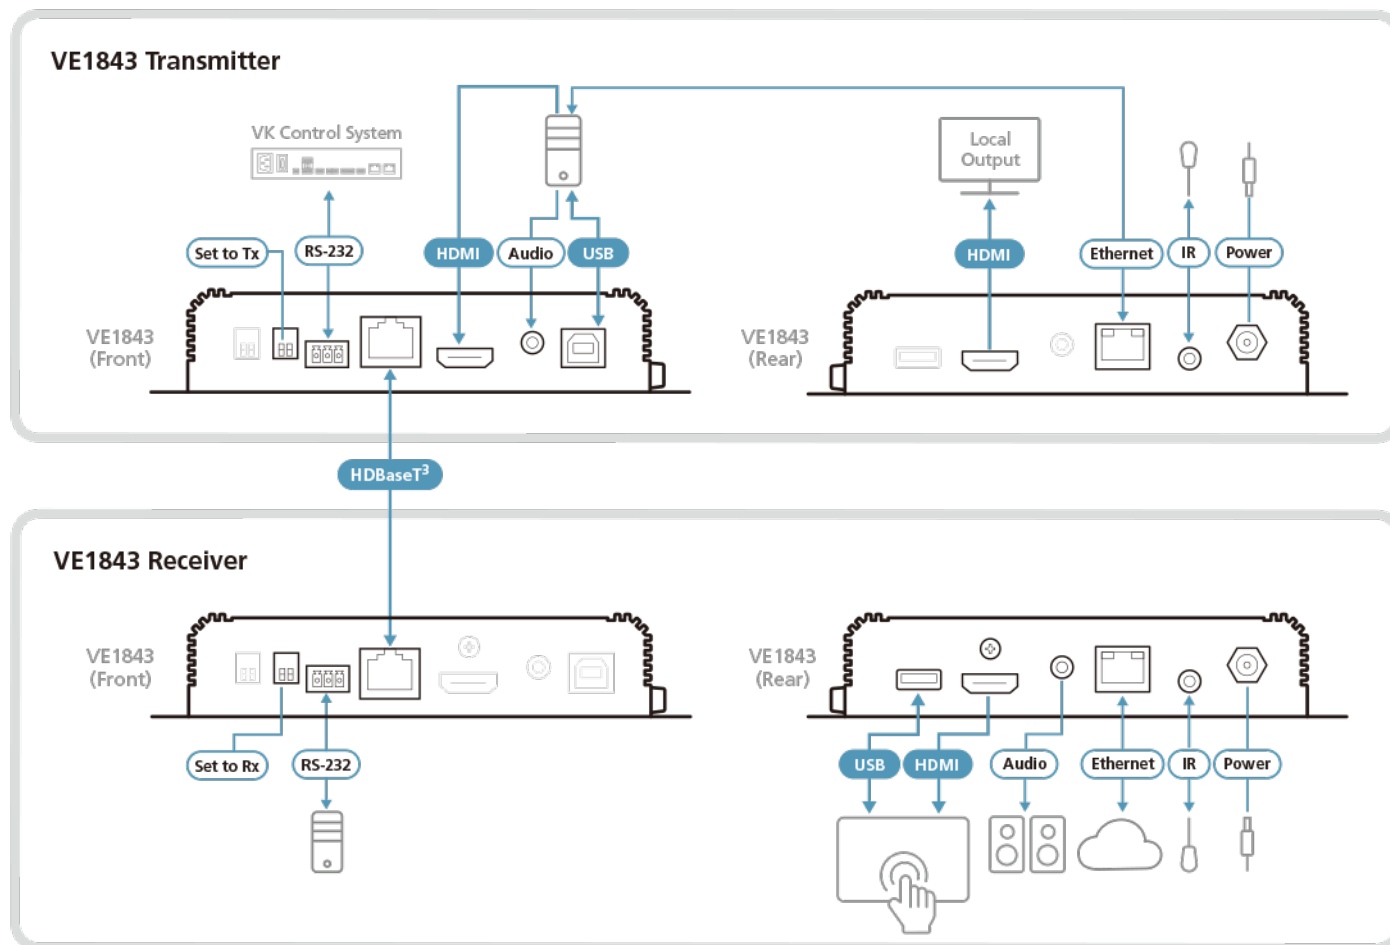 VE1843 Transmitter
VK Control System
Local
Output
Set to Tx
RS-232
HDMI
Audio
USB
HDMI
Ethernet
IR
Power
VE1843
(Front)
VE1843
(Rear)
HDBaseT³
VE1843 Receiver
VE1843
(Front)
VE1843
(Rear)
Set to Rx
RS-232
USB
HDMI
Audio
Ethernet
IR
Power